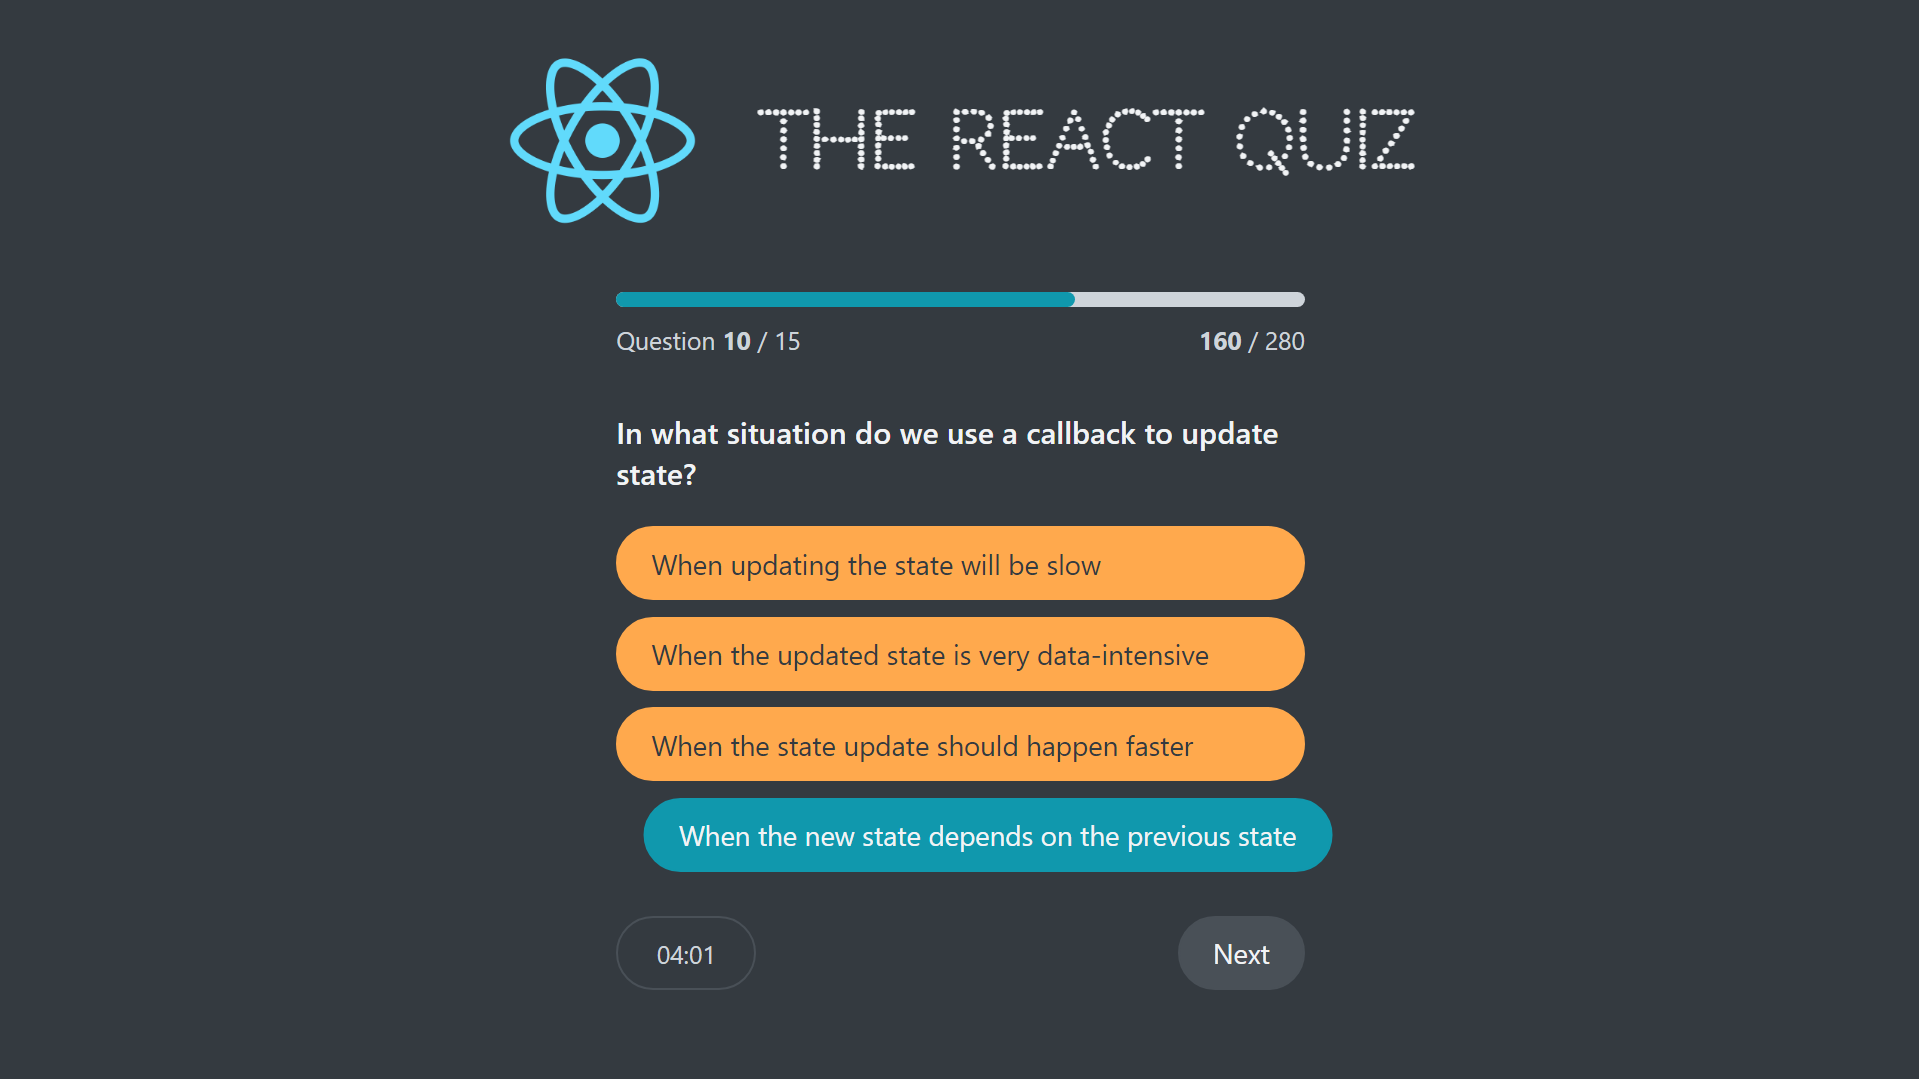 THE REACT QUIZ
Question 10 / 15
160 / 280
In what situation do we use a callback to update
state?
When updating the state will be slow
When the updated state is very data-intensive
When the state update should happen faster
When the new state depends on the previous state
04:01
Next